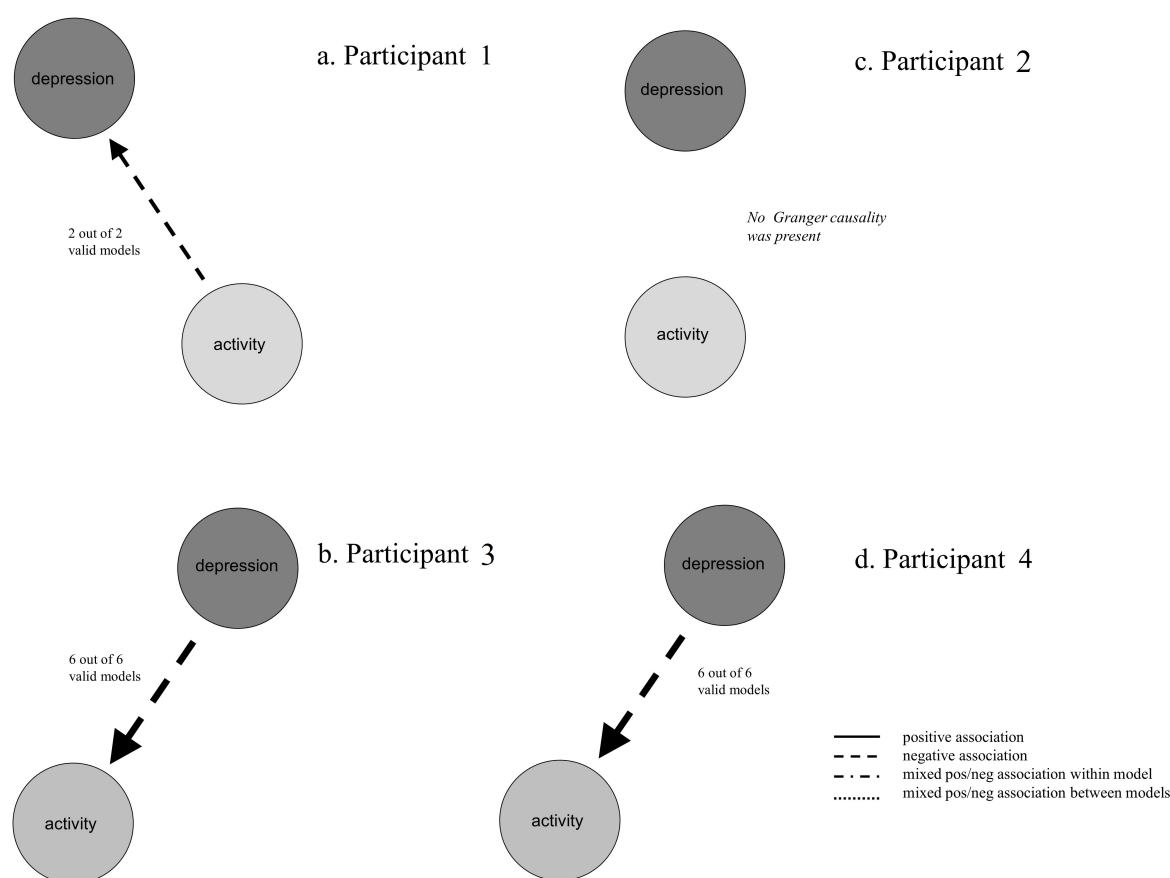 depression
a. Participant 1
2 out of 2
valid models
activity
depression
c. Participant 2
No Granger causality
was present
activity
depression
b. Participant 3
6 out of 6
valid models
activity
depression
d. Participant 4
6 out of 6
valid models
activity
positive association
negative association
mixed pos/neg association within model
mixed pos/neg association between models